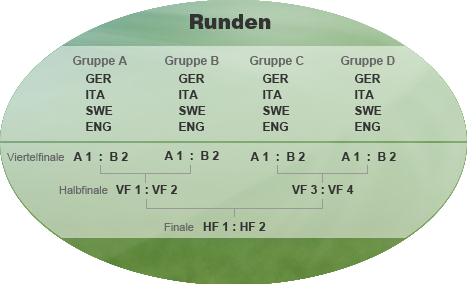 Runden
Gruppe A Gruppe B Gruppe C Gruppe D
GER GER GER GER
ITA ITA ITA ITA
SWE SWE SWE SWE
ENG ENG ENG ENG
Viertelfinale A 1 : B 2 A 1 : B 2 A 1 : B 2 A 1 : B 2
Halbfinale VF 1 : VF 2 VF 3 : VF 4
Finale HF 1 : HF 2